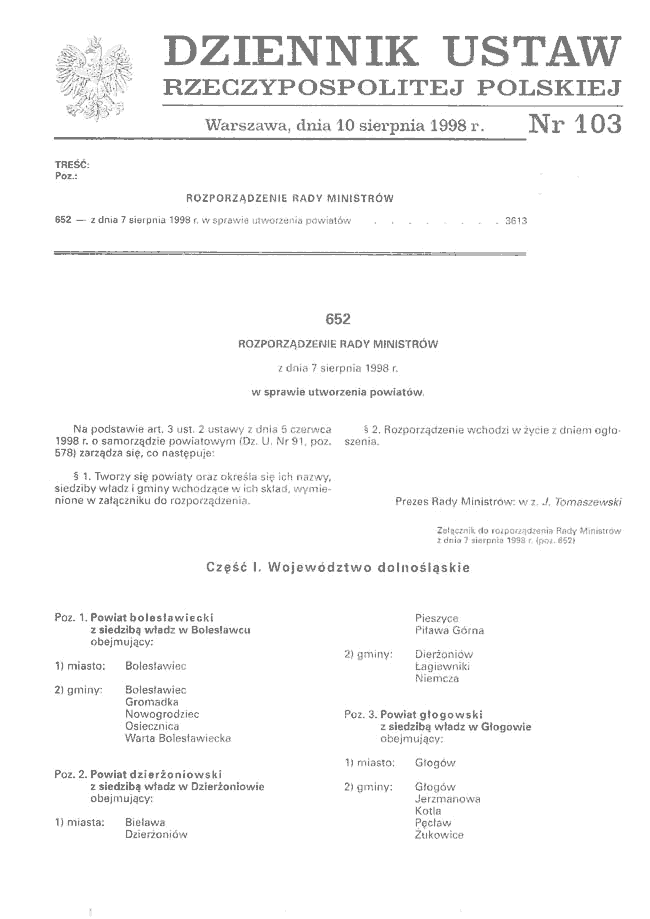 DZIENNIK USTAW
RZECZYPOSPOLITEJ POLSKIEJ
Warszawa, dnia 10 sierpnia 1998 r. Nr 103
TREŚĆ:
Poz.:
ROZPORZĄDZENIE RADY MINISTRÓW
652 — z dnia 7 sierpnia 1998 r. w sprawie utworzenia powiatów . . . . . . . . 3613
652
ROZPORZĄDZENIE RADY MINISTRÓW
z dnia 7 sierpnia 1998 r.
w sprawie utworzenia powiatów.
Na podstawie art. 3 ust. 2 ustawy z dnia 5 czerwca
1998 r. o samorządzie powiatowym (Dz. U. Nr 91, poz.
578) zarządza się, co następuje:
§ 1. Tworzy się powiaty oraz określa się ich nazwy,
siedziby władz i gminy wchodzące w ich skład, wymie-
nione w załączniku do rozporządzenia.
§ 2. Rozporządzenie wchodzi w życie z dniem ogło-
szenia.
Prezes Rady Ministrów: w z. J. Tomaszewski
Załącznik do rozporządzenia Rady Ministrów
z dnia 7 sierpnia 1998 r. (poz. 652)
Część I. Województwo dolnośląskie
Poz. 1. Powiat bolesławiecki
z siedzibą władz w Bolesławcu
obejmujący:
1) miasto: Bolesławiec
2) gminy: Bolesławiec
Gromadka
Nowogrodziec
Osiecznica
Warta Bolesławiecka
Poz. 2. Powiat dzierżoniowski
z siedzibą władz w Dzierżoniowie
obejmujący:
1) miasta: Bielawa
Dzierżoniów
Pieszyce
Piława Górna
2) gminy: Dierżoniów
Łagiewniki
Niemcza
Poz. 3. Powiat głogowski
z siedzibą władz w Głogowie
obejmujący:
1) miasto: Głogów
2) gminy: Głogów
Jerzmanowa
Kotla
Pęcław
Żukowice